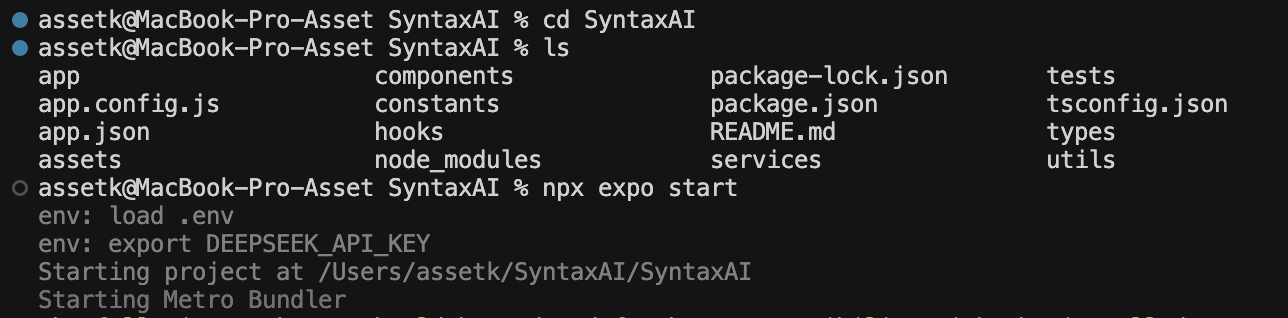 assetk@MacBook-Pro-Asset SyntaxAI % cd SyntaxAI
assetk@MacBook-Pro-Asset SyntaxAI % ls
app components package-lock.json tests
app.config.js constants package.json tsconfig.json
app.json hooks README.md types
assets node_modules services utils
assetk@MacBook-Pro-Asset SyntaxAI % npx expo start
env: load .env
env: export DEEPSEEK_API_KEY
Starting project at /Users/assetk/SyntaxAI/SyntaxAI
Starting Metro Bundler